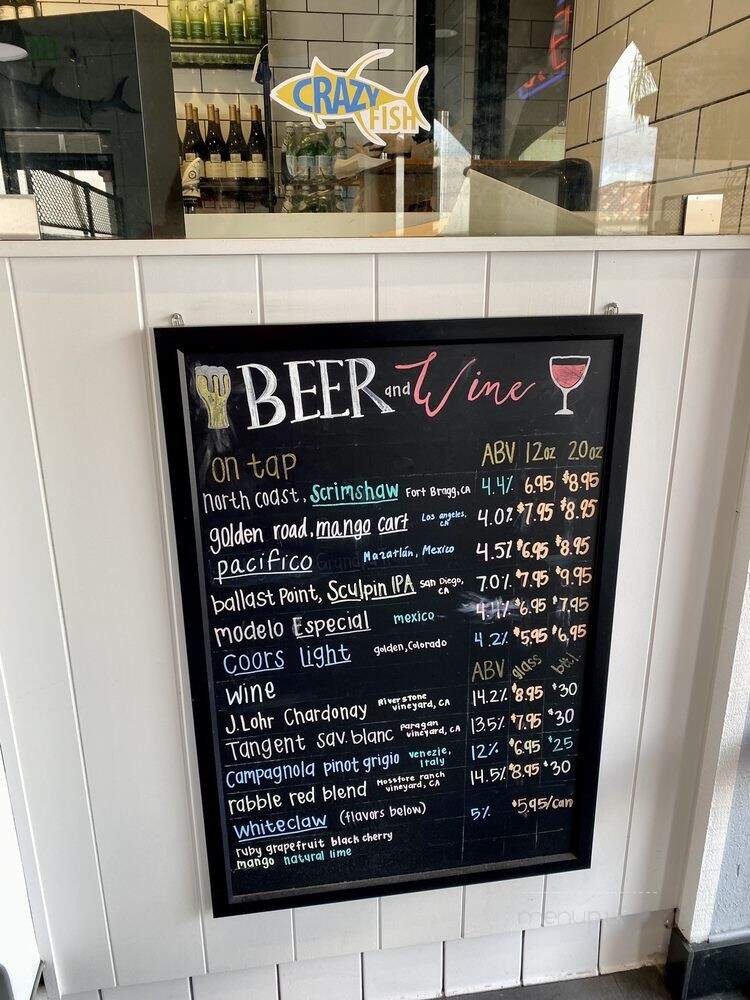 CRAZY
FISH
BEER and Wine
on tap ABV 12oz 20oz
north coast, Scrimshaw Fort Bragg, CA 4.4% 6.95 $8.95
golden road, mango cart Los angeles, CA 4.0% $7.95 $8.95
pacifico Mazatlán, Mexico 4.5% $6.95 $8.95
ballast Point, Sculpin IPA San Diego, CA 7.0% $7.95 $9.95
modelo Especial mexico 4.4% $6.95 $7.95
coors light golden, Colorado 4.2% $5.95 $6.95
wine ABV glass btl
J.Lohr Chardonay Riverstone vineyard, CA 14.2% $8.95 $30
Tangent sav. blanc paragan vineyard, CA 13.5% $7.95 $30
campagnola pinot grigio venezie, Italy 12% $6.95 $25
rabble red blend Mossfore ranch vineyard, CA 14.5% $8.95 $30
whiteclaw (flavors below) 5% $5.95/can
ruby grapefruit black cherry
mango natural lime